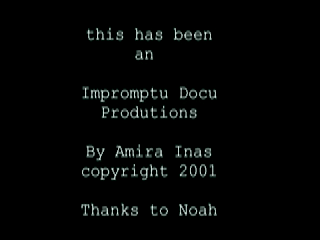 this has been
an
Impromptu Docu
Produtions
By Amira Inas
copyright 2001
Thanks to Noah